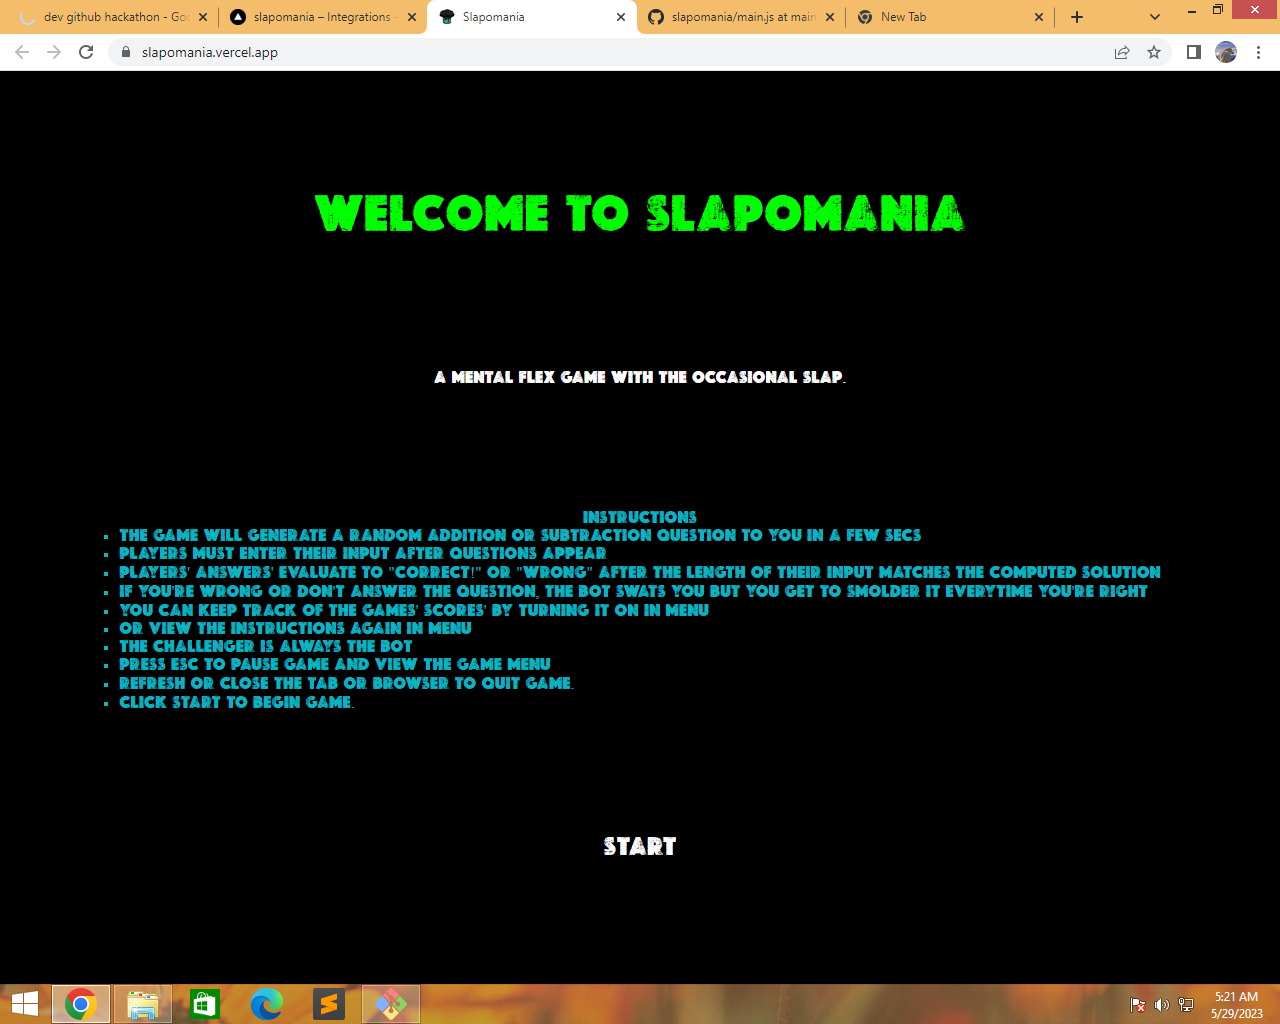 dev github hackathon - Goo
slapomania – Integrations -
Slapomania
slapomania/main.js at main
New Tab
slapomania.vercel.app
WELCOME TO SLAPOMANIA
A MENTAL FLEX GAME WITH THE OCCASIONAL SLAP.
INSTRUCTIONS
THE GAME WILL GENERATE A RANDOM ADDITION OR SUBTRACTION QUESTION TO YOU IN A FEW SECS
PLAYERS MUST ENTER THEIR INPUT AFTER QUESTIONS APPEAR
PLAYERS' ANSWERS' EVALUATE TO "CORRECT!" OR "WRONG" AFTER THE LENGTH OF THEIR INPUT MATCHES THE COMPUTED SOLUTION
IF YOU'RE WRONG OR DON'T ANSWER THE QUESTION, THE BOT SWATS YOU BUT YOU GET TO SMOLDER IT EVERYTIME YOU'RE RIGHT
YOU CAN KEEP TRACK OF THE GAMES' SCORES' BY TURNING IT ON IN MENU
OR VIEW THE INSTRUCTIONS AGAIN IN MENU
THE CHALLENGER IS ALWAYS THE BOT
PRESS ESC TO PAUSE GAME AND VIEW THE GAME MENU
REFRESH OR CLOSE THE TAB OR BROWSER TO QUIT GAME.
CLICK START TO BEGIN GAME.
START
5:21 AM
5/29/2023